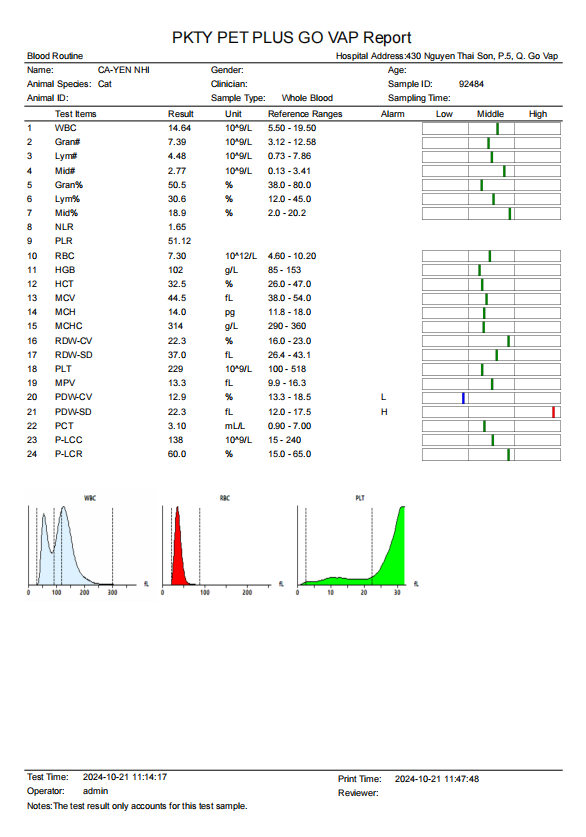 PKTY PET PLUS GO VAP Report
Blood Routine Hospital Address:430 Nguyen Thai Son, P.5, Q. Go Vap
Name: CA-YEN NHI Gender: Age:
Animal Species: Cat Clinician: Sample ID: 92484
Animal ID: Sample Type: Whole Blood Sampling Time:
Test Items Result Unit Reference Ranges Alarm Low Middle High
1 WBC 14.64 10^9/L 5.50 - 19.50
2 Gran# 7.39 10^9/L 3.12 - 12.58
3 Lym# 4.48 10^9/L 0.73 - 7.86
4 Mid# 2.77 10^9/L 0.13 - 3.41
5 Gran% 50.5 % 38.0 - 80.0
6 Lym% 30.6 % 12.0 - 45.0
7 Mid% 18.9 % 2.0 - 20.2
8 NLR 1.65
9 PLR 51.12
10 RBC 7.30 10^12/L 4.60 - 10.20
11 HGB 102 g/L 85 - 153
12 HCT 32.5 % 26.0 - 47.0
13 MCV 44.5 fL 38.0 - 54.0
14 MCH 14.0 pg 11.8 - 18.0
15 MCHC 314 g/L 290 - 360
16 RDW-CV 22.3 % 16.0 - 23.0
17 RDW-SD 37.0 fL 26.4 - 43.1
18 PLT 229 10^9/L 100 - 518
19 MPV 13.3 fL 9.9 - 16.3
20 PDW-CV 12.9 % 13.3 - 18.5 L
21 PDW-SD 22.3 fL 12.0 - 17.5 H
22 PCT 3.10 mL/L 0.90 - 7.00
23 P-LCC 138 10^9/L 15 - 240
24 P-LCR 60.0 % 15.0 - 65.0
WBC RBC PLT
0 100 200 300 fL 0 100 200 fL 0 10 20 30 fL
Test Time: 2024-10-21 11:14:17 Print Time: 2024-10-21 11:47:48
Operator: admin Reviewer:
Notes:The test result only accounts for this test sample.